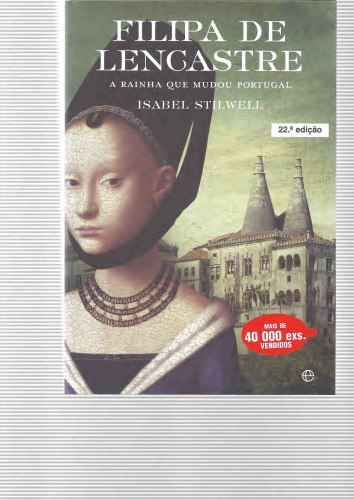 FILIPA DE
LENCASTRE
A RAINHA QUE MUDOU PORTUGAL
ISABEL STILWELL
22.ª edição
MAIS DE
40 000 exs.
VENDIDOS